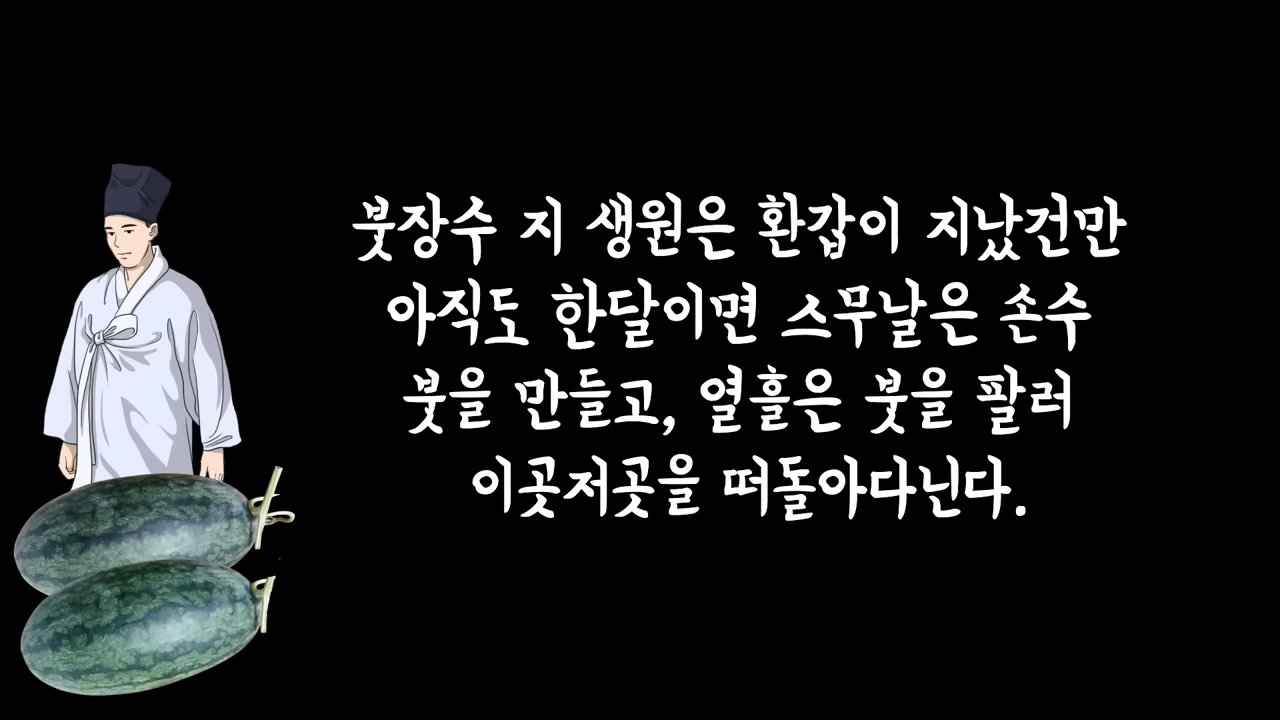 붓장수 지 생원은 환갑이 지났건만
아직도 한달이면 스무날은 손수
붓을 만들고, 열흘은 붓을 팔러
이곳저곳을 떠돌아다닌다.